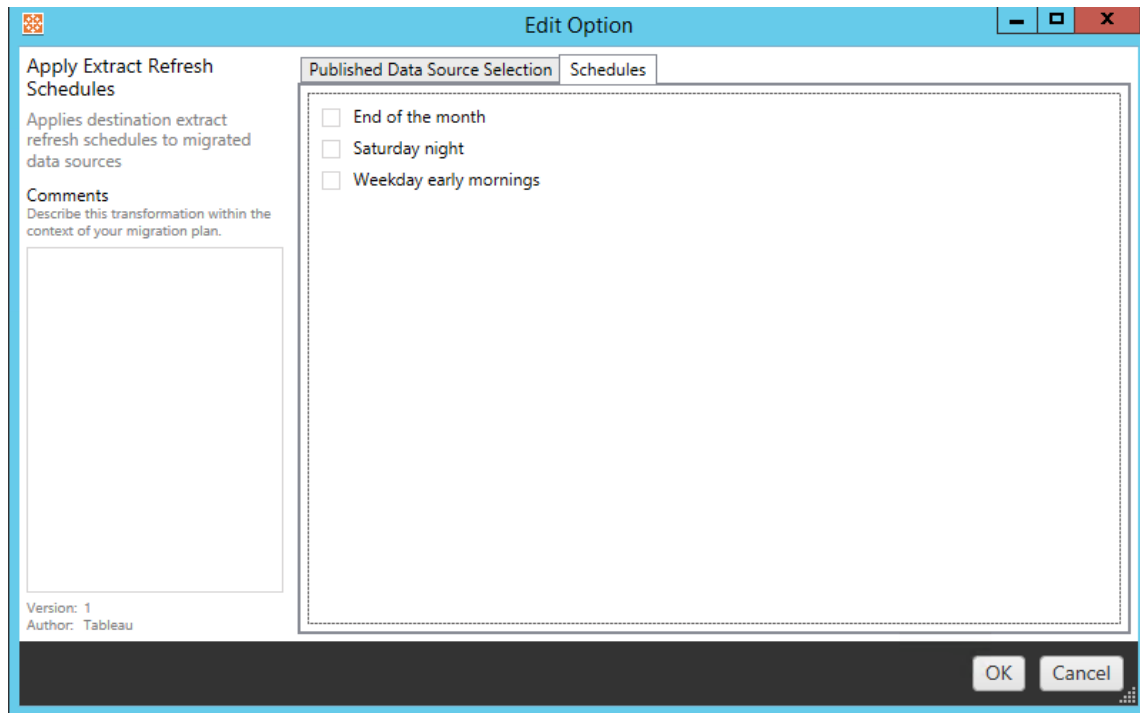 Edit Option
Apply Extract Refresh
Schedules
Applies destination extract
refresh schedules to migrated
data sources
Comments
Describe this transformation within the
context of your migration plan.
Version: 1
Author: Tableau
Published Data Source Selection
Schedules
End of the month
Saturday night
Weekday early mornings
OK
Cancel